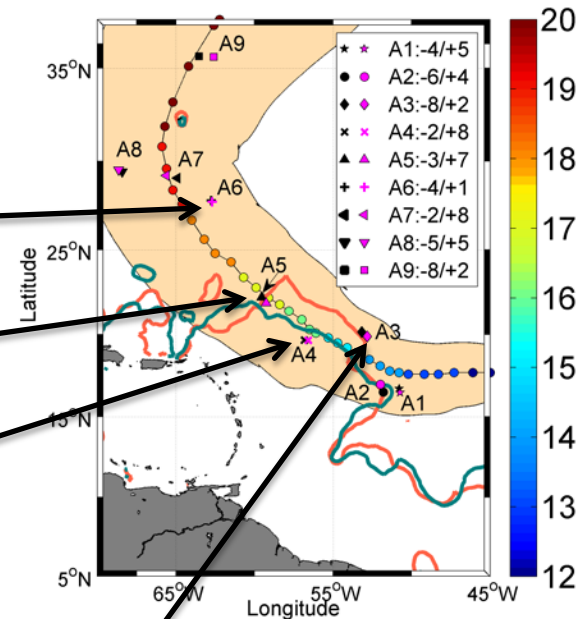 35°N
25°N
15°N
5°N
65°W
55°W
45°W
Latitude
Longitude
A9
A8
A7
A6
A5
A4
A3
A2
A1
A1:-4/+5
A2:-6/+4
A3:-8/+2
A4:-2/+8
A5:-3/+7
A6:-4/+1
A7:-2/+8
A8:-5/+5
A9:-8/+2
20
19
18
17
16
15
14
13
12